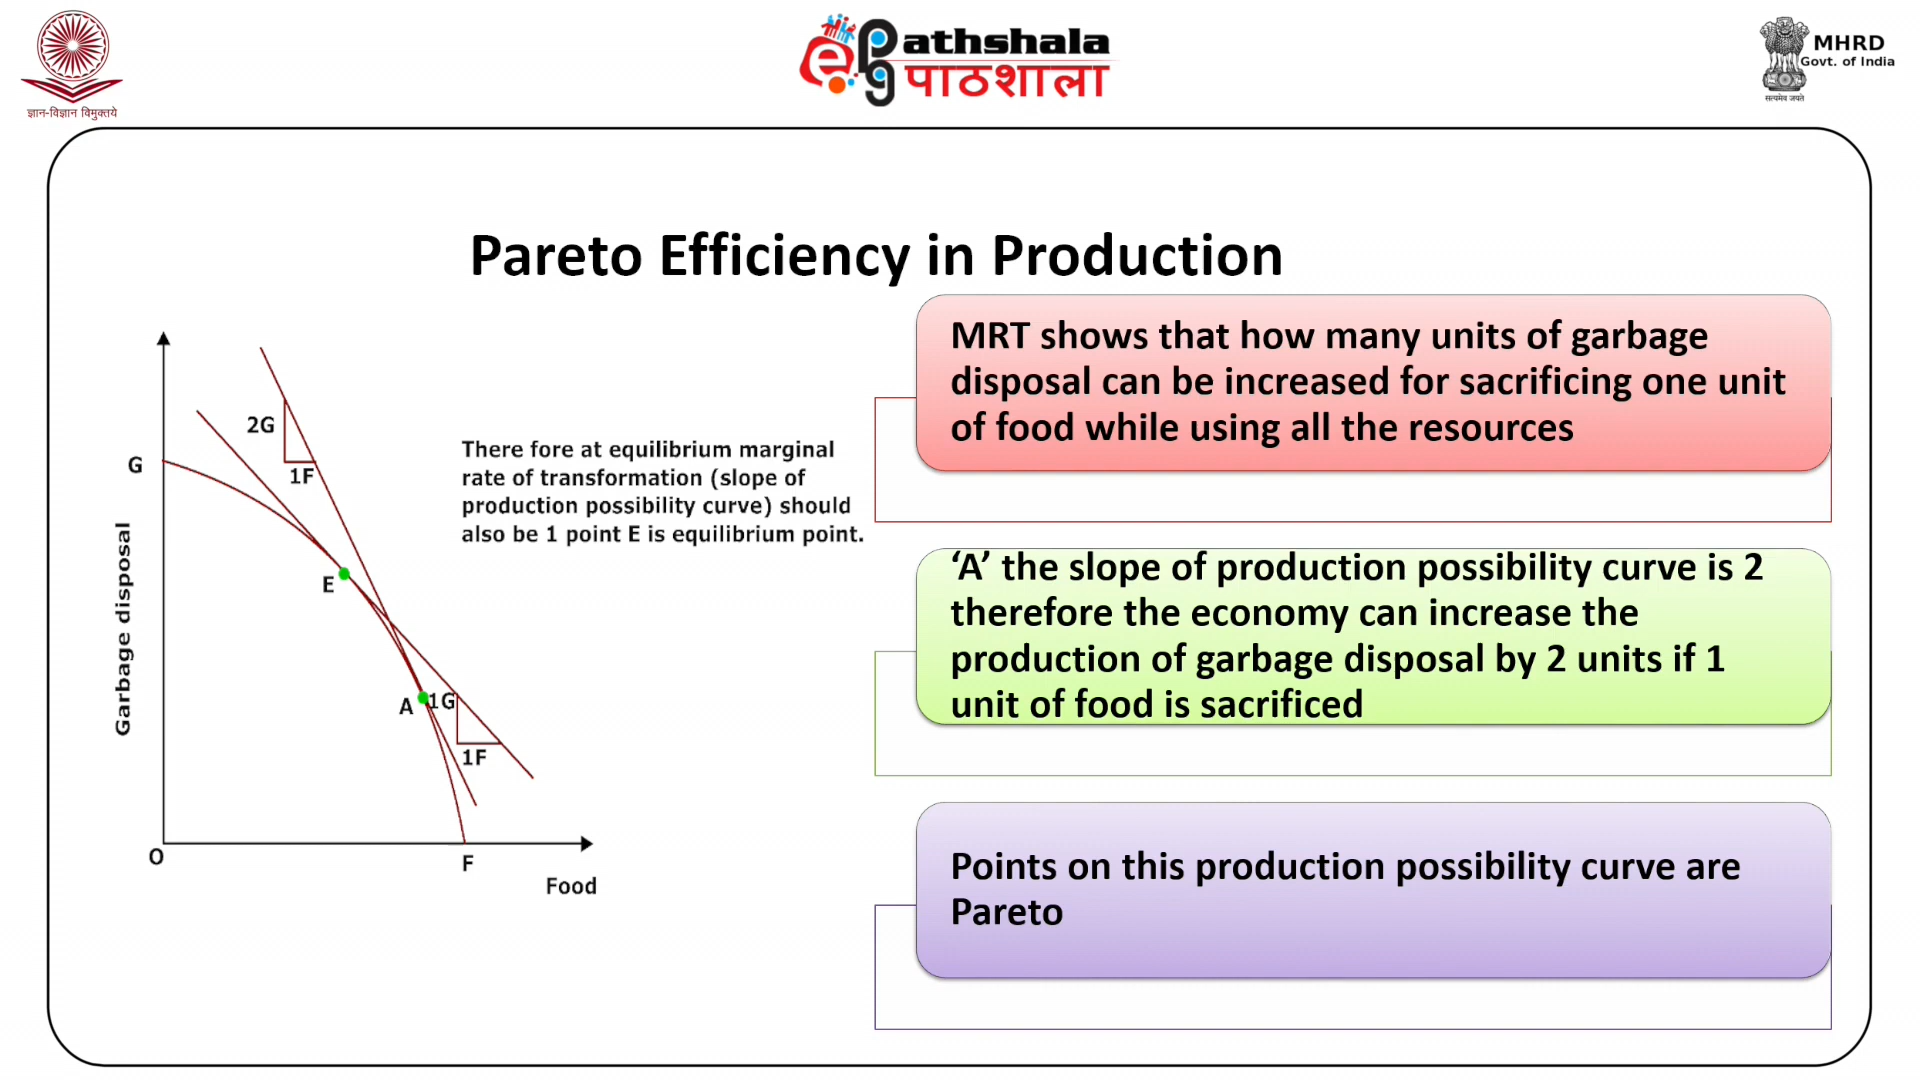 ज्ञान-विज्ञान विमुक्तये
ePG
athshala
पाठशाला
MHRD
Govt. of India
सत्यमेव जयते
Pareto Efficiency in Production
2G
1F
G
E
A
1G
1F
O
F
Food
Garbage disposal
There fore at equilibrium marginal
rate of transformation (slope of
production possibility curve) should
also be 1 point E is equilibrium point.
MRT shows that how many units of garbage
disposal can be increased for sacrificing one unit
of food while using all the resources
‘A’ the slope of production possibility curve is 2
therefore the economy can increase the
production of garbage disposal by 2 units if 1
unit of food is sacrificed
Points on this production possibility curve are
Pareto